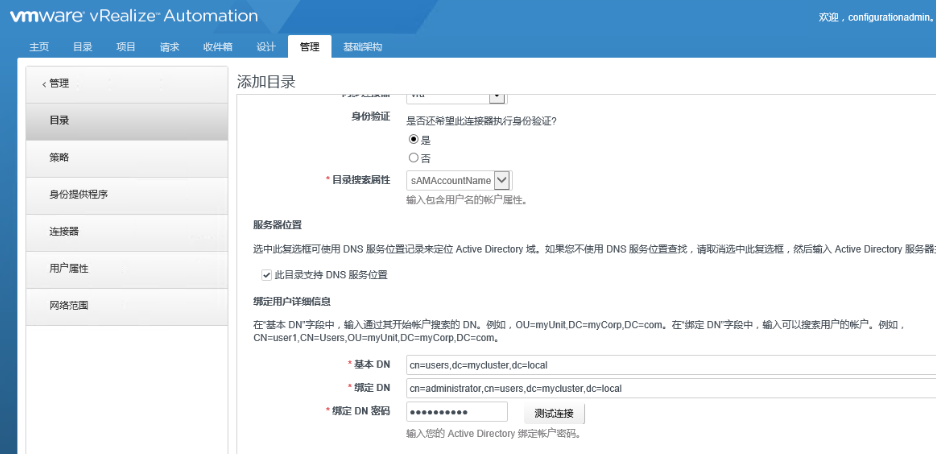 vmware vRealize™ Automation
欢迎，configurationadmin。
主页 目录 项目 请求 收件箱 设计 管理 基础架构
< 管理
目录
策略
身份提供程序
连接器
用户属性
网络范围
添加目录
身份验证
是否还希望此连接器执行身份验证?
是
否
* 目录搜索属性 sAMAccountName
输入包含用户名的帐户属性。
服务器位置
选中此复选框可使用 DNS 服务位置记录来定位 Active Directory 域。如果您不使用 DNS 服务位置查找，请取消选中此复选框，然后输入 Active Directory 服务器
此目录支持 DNS 服务位置
绑定用户详细信息
在“基本 DN”字段中，输入通过其开始帐户搜索的 DN。例如，OU=myUnit,DC=myCorp,DC=com。在“绑定 DN”字段中，输入可以搜索用户的帐户。例如，
CN=user1,CN=Users,OU=myUnit,DC=myCorp,DC=com。
* 基本 DN cn=users,dc=mycluster,dc=local
* 绑定 DN cn=administrator,cn=users,dc=mycluster,dc=local
* 绑定 DN 密码 ●●●●●●●●●● 测试连接
输入您的 Active Directory 绑定帐户密码。